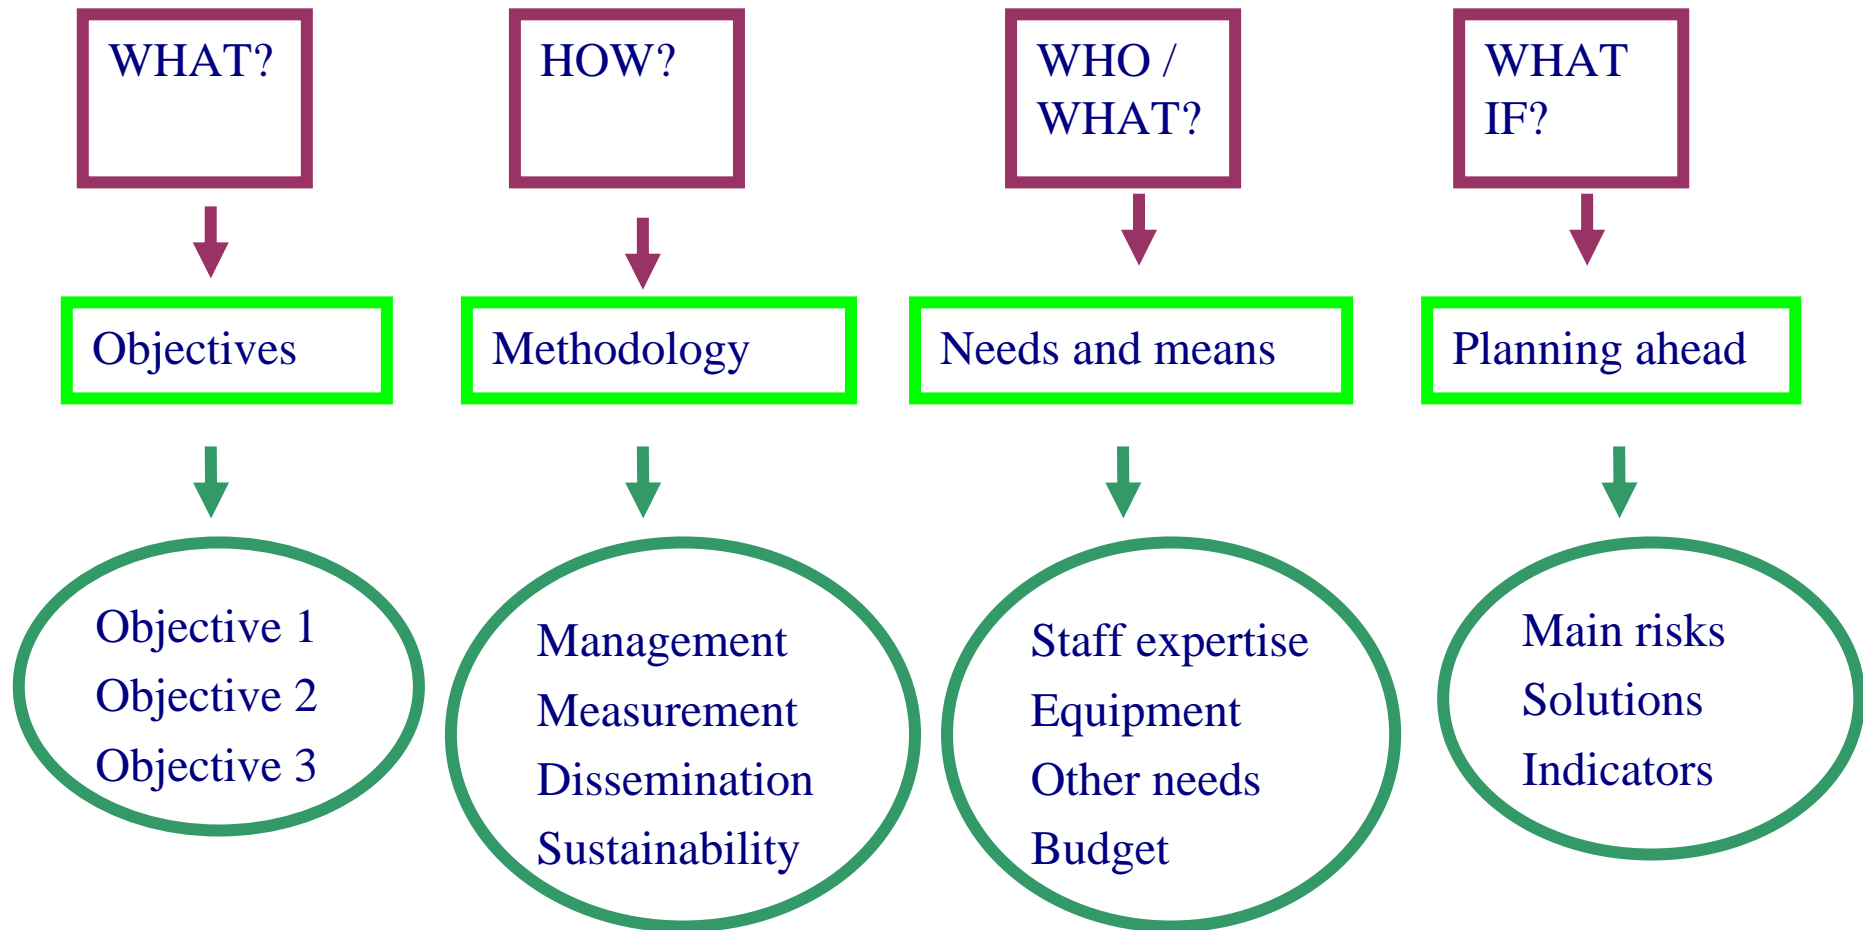 WHAT?
HOW?
WHO /
WHAT?
WHAT
IF?
Objectives
Methodology
Needs and means
Planning ahead
Objective 1
Objective 2
Objective 3
Management
Measurement
Dissemination
Sustainability
Staff expertise
Equipment
Other needs
Budget
Main risks
Solutions
Indicators